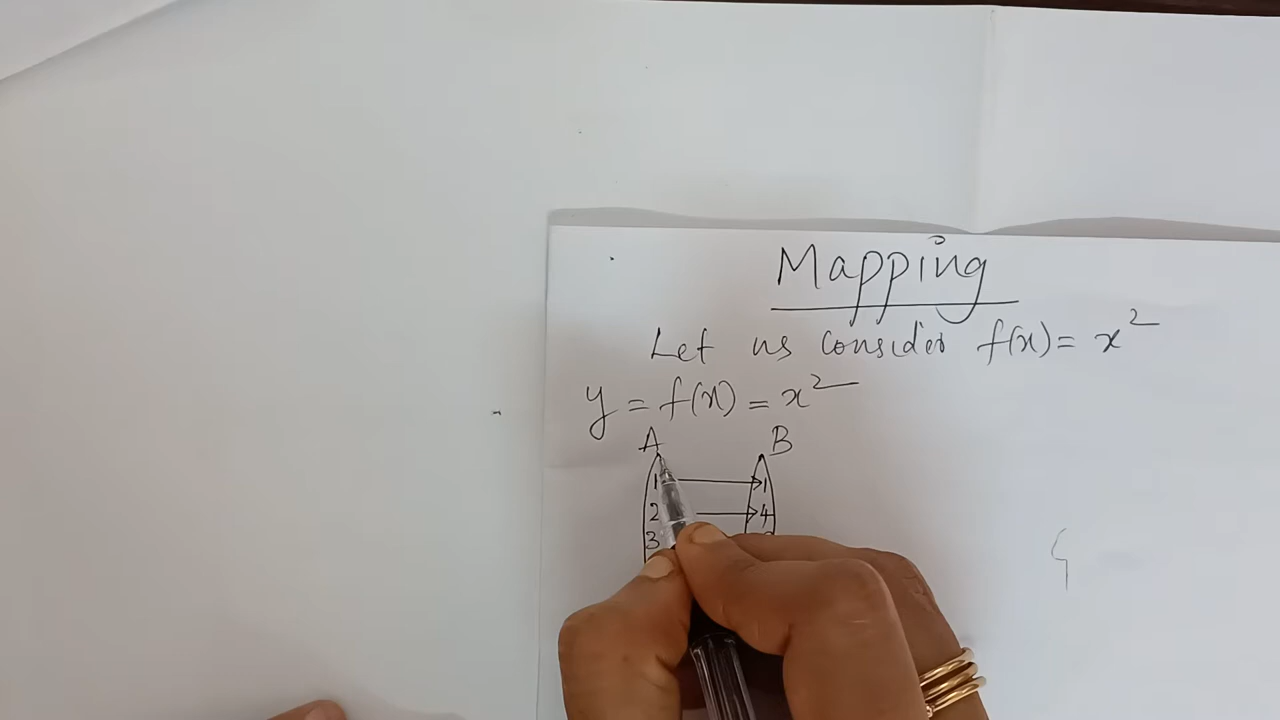 Mapping
Let us consider f(x) = x²
y = f(x) = x²
A B
1 1
2 4
3